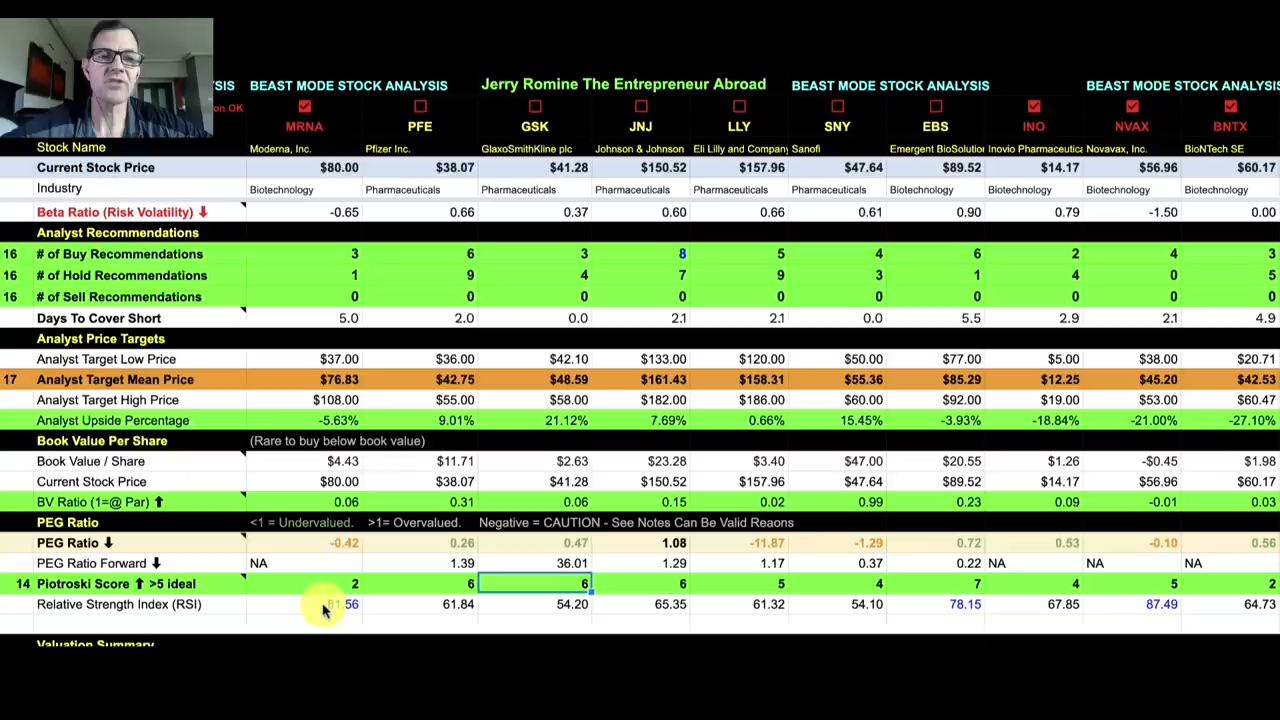 SIS BEAST MODE STOCK ANALYSIS Jerry Romine The Entrepreneur Abroad BEAST MODE STOCK ANALYSIS BEAST MODE STOCK ANALYSIS
on OK
MRNA PFE GSK JNJ LLY SNY EBS INO NVAX BNTX
Stock Name Moderna, Inc. Pfizer Inc. GlaxoSmithKline plc Johnson & Johnson Eli Lilly and Company Sanofi Emergent BioSolutio Inovio Pharmaceutica Novavax, Inc. BioNTech SE
Current Stock Price $80.00 $38.07 $41.28 $150.52 $157.96 $47.64 $89.52 $14.17 $56.96 $60.17
Industry Biotechnology Pharmaceuticals Pharmaceuticals Pharmaceuticals Pharmaceuticals Pharmaceuticals Biotechnology Biotechnology Biotechnology Biotechnology
Beta Ratio (Risk Volatility) ⬇ -0.65 0.66 0.37 0.60 0.66 0.61 0.90 0.79 -1.50 0.00
Analyst Recommendations
16 # of Buy Recommendations 3 6 3 8 5 4 6 2 4 3
16 # of Hold Recommendations 1 9 4 7 9 3 1 4 0 5
16 # of Sell Recommendations 0 0 0 0 0 0 0 0 0 0
Days To Cover Short 5.0 2.0 0.0 2.1 2.1 0.0 5.5 2.9 2.1 4.9
Analyst Price Targets
Analyst Target Low Price $37.00 $36.00 $42.10 $133.00 $120.00 $50.00 $77.00 $5.00 $38.00 $20.71
17 Analyst Target Mean Price $76.83 $42.75 $48.59 $161.43 $158.31 $55.36 $85.29 $12.25 $45.20 $42.53
Analyst Target High Price $108.00 $55.00 $58.00 $182.00 $186.00 $60.00 $92.00 $19.00 $53.00 $60.47
Analyst Upside Percentage -5.63% 9.01% 21.12% 7.69% 0.66% 15.45% -3.93% -18.84% -21.00% -27.10%
Book Value Per Share (Rare to buy below book value)
Book Value / Share $4.43 $11.71 $2.63 $23.28 $3.40 $47.00 $20.55 $1.26 -$0.45 $1.98
Current Stock Price $80.00 $38.07 $41.28 $150.52 $157.96 $47.64 $89.52 $14.17 $56.96 $60.17
BV Ratio (1=@ Par) ⬆ 0.06 0.31 0.06 0.15 0.02 0.99 0.23 0.09 -0.01 0.03
PEG Ratio <1 = Undervalued. >1= Overvalued. Negative = CAUTION - See Notes Can Be Valid Reaons
PEG Ratio ⬇ -0.42 0.26 0.47 1.08 -11.87 -1.29 0.72 0.53 -0.10 0.56
PEG Ratio Forward ⬇ NA 1.39 36.01 1.29 1.17 0.37 0.22 NA NA NA
14 Piotroski Score ⬆ >5 ideal 2 6 6 6 5 4 7 4 5 2
Relative Strength Index (RSI) 81.56 61.84 54.20 65.35 61.32 54.10 78.15 67.85 87.49 64.73
Valuation Summary